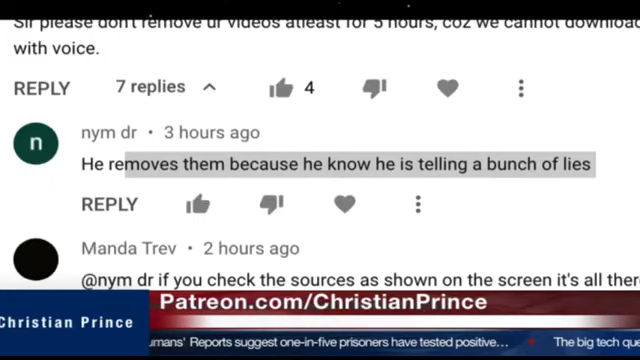 Sir please don't remove ur videos atleast for 5 hours, coz we cannot download
with voice.
REPLY 7 replies 4
n nym dr • 3 hours ago
He removes them because he know he is telling a bunch of lies
REPLY
Manda Trev • 2 hours ago
@nym dr if you check the sources as shown on the screen it's all there
Patreon.com/ChristianPrince
Christian Prince
umans' Reports suggest one-in-five prisoners have tested positive... The big tech que